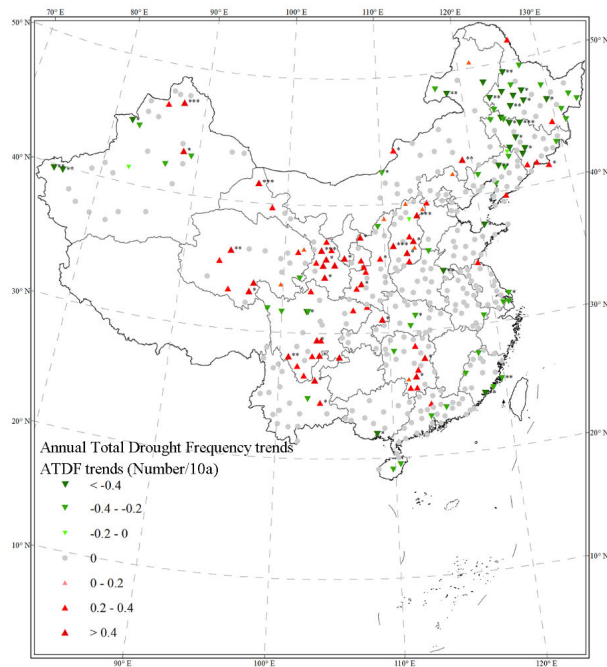 70° E 80° E 90° E 100° E 110° E 120° E 130° E
50° N 50° N
40° N 40° N
30° N 30° N
20° N 20° N
10° N 10° N
Annual Total Drought Frequency trends
ATDF trends (Number/10a)
< -0.4
-0.4 - -0.2
-0.2 - 0
0
0 - 0.2
0.2 - 0.4
> 0.4
90° E 100° E 110° E 120° E